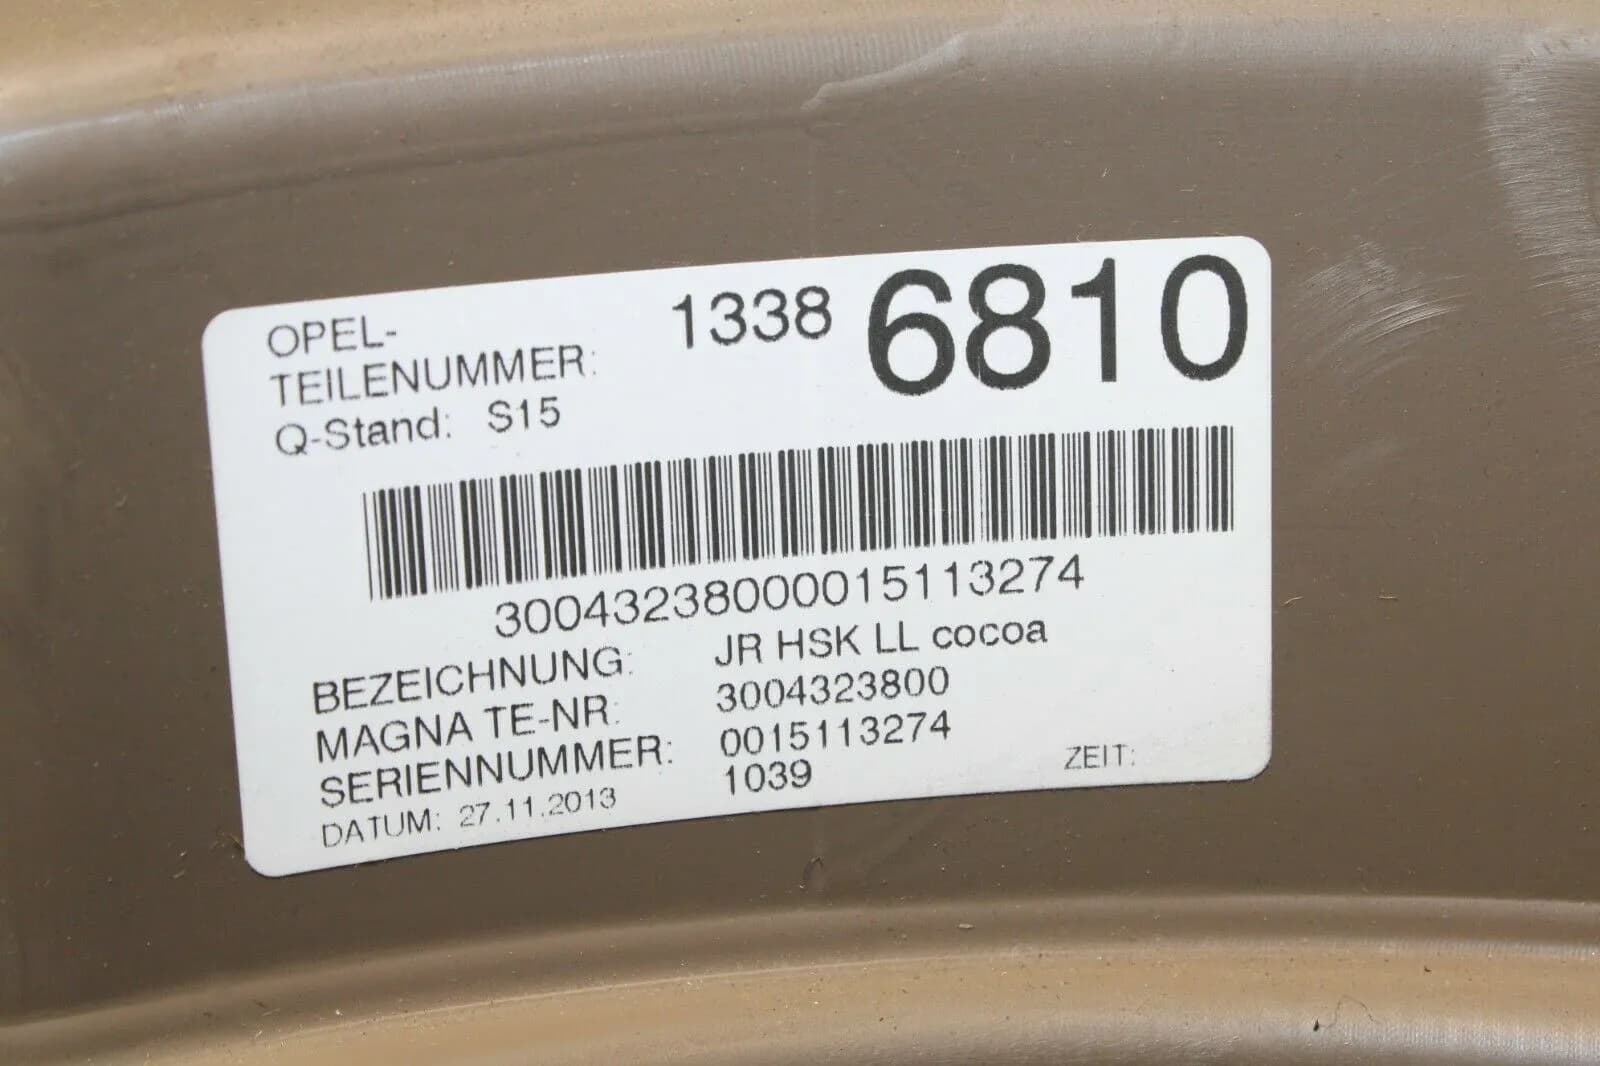 OPEL-
TEILENUMMER: 1338 6810
Q-Stand: S15
30043238000015113274
BEZEICHNUNG: JR HSK LL cocoa
MAGNA TE-NR: 3004323800
SERIENNUMMER: 0015113274
1039
DATUM: 27.11.2013 ZEIT: